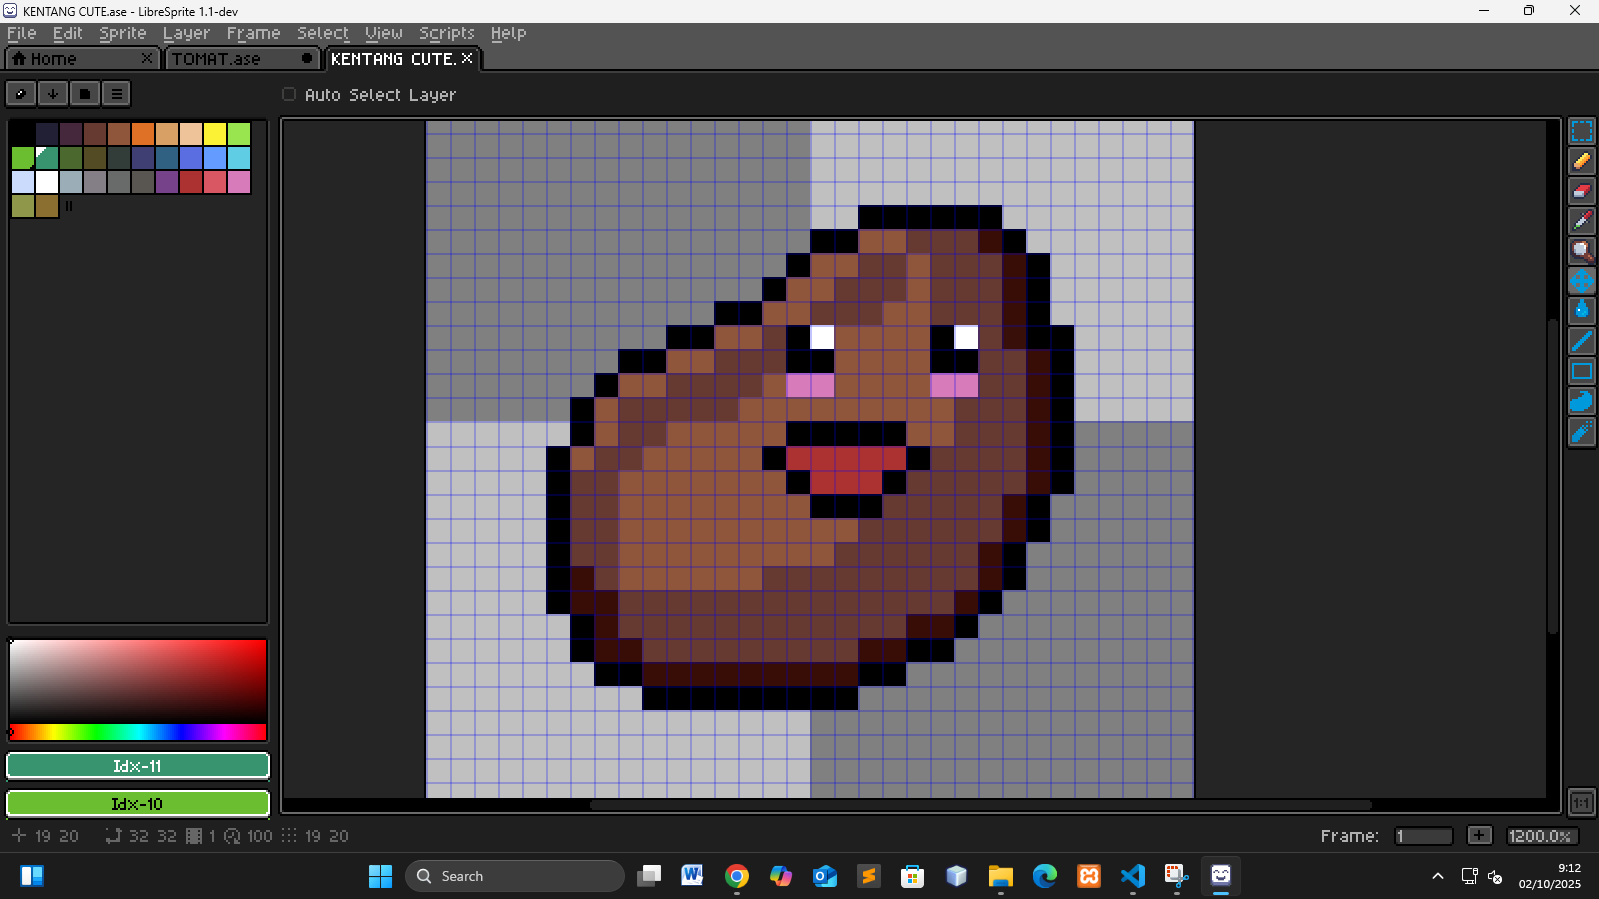 KENTANG CUTE.ase - LibreSprite 1.1-dev
File Edit Sprite Layer Frame Select View Scripts Help
Home TOMAT.ase KENTANG CUTE.
Auto Select Layer
Idx-11
Idx-10
19 20 32 32 1 100 19 20
Frame: 1 + 1200.0%
1:1
Search
9:12
02/10/2025